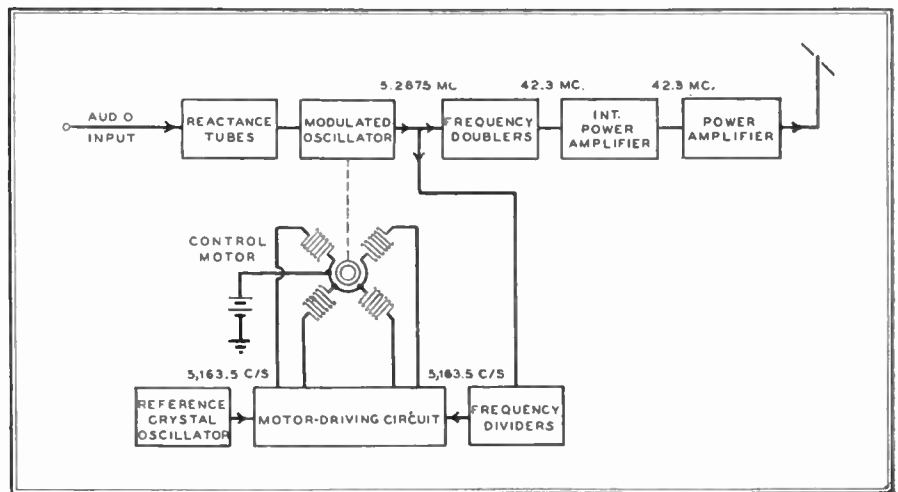 5.2875 MC.
42.3 MC.
42.3 MC.
AUD O
INPUT
REACTANCE
TUBES
MODULATED
OSCILLATOR
FREQUENCY
DOUBLERS
INT.
POWER
AMPLIFIER
POWER
AMPLIFIER
CONTROL
MOTOR
5,163.5 C/S
5,163.5 C/S
REFERENCE
CRYSTAL
OSCILLATOR
MOTOR-DRIVING CIRCUIT
FREQUENCY
DIVIDERS